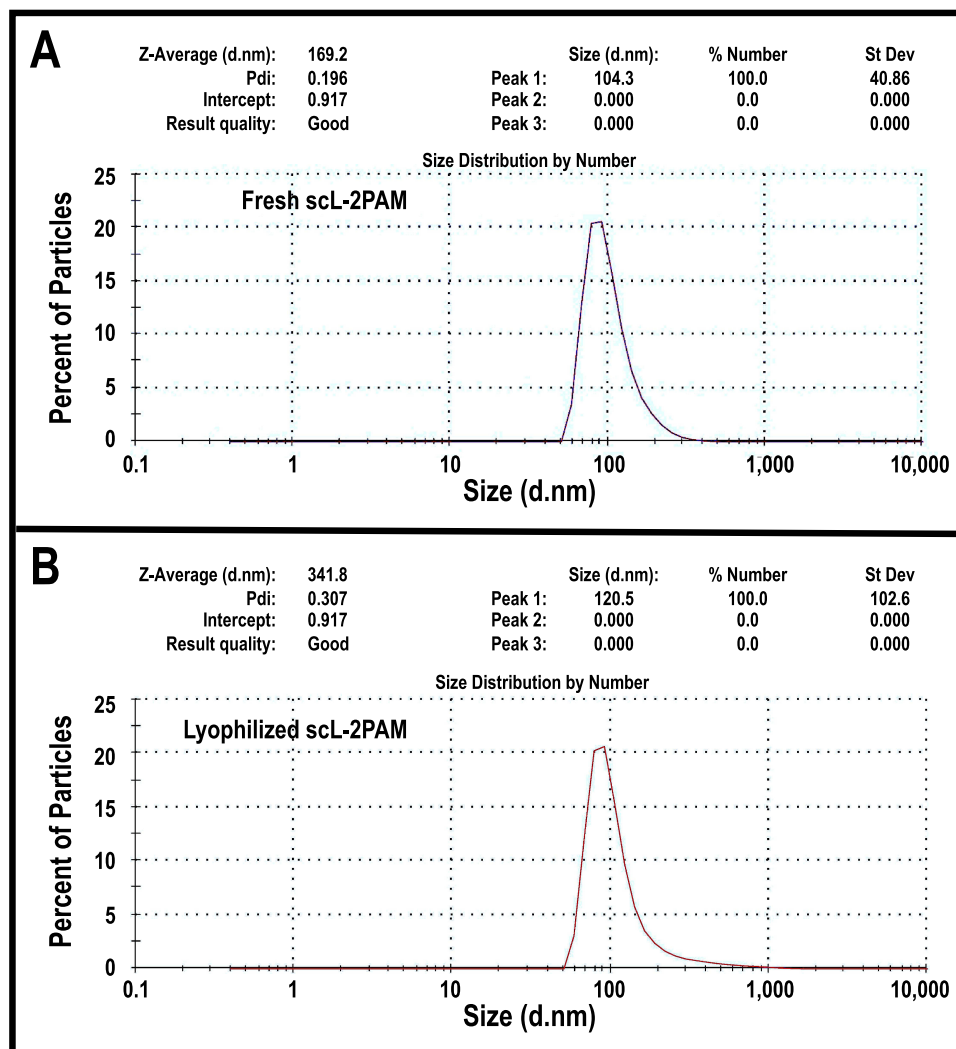 A
Z-Average (d.nm): 169.2 Size (d.nm): % Number St Dev
Pdi: 0.196 Peak 1: 104.3 100.0 40.86
Intercept: 0.917 Peak 2: 0.000 0.0 0.000
Result quality: Good Peak 3: 0.000 0.0 0.000
Size Distribution by Number
Fresh scL-2PAM
Percent of Particles
25
20
15
10
5
0
0.1 1 10 100 1,000 10,000
Size (d.nm)
B
Z-Average (d.nm): 341.8 Size (d.nm): % Number St Dev
Pdi: 0.307 Peak 1: 120.5 100.0 102.6
Intercept: 0.917 Peak 2: 0.000 0.0 0.000
Result quality: Good Peak 3: 0.000 0.0 0.000
Size Distribution by Number
Lyophilized scL-2PAM
Percent of Particles
25
20
15
10
5
0
0.1 1 10 100 1,000 10,000
Size (d.nm)